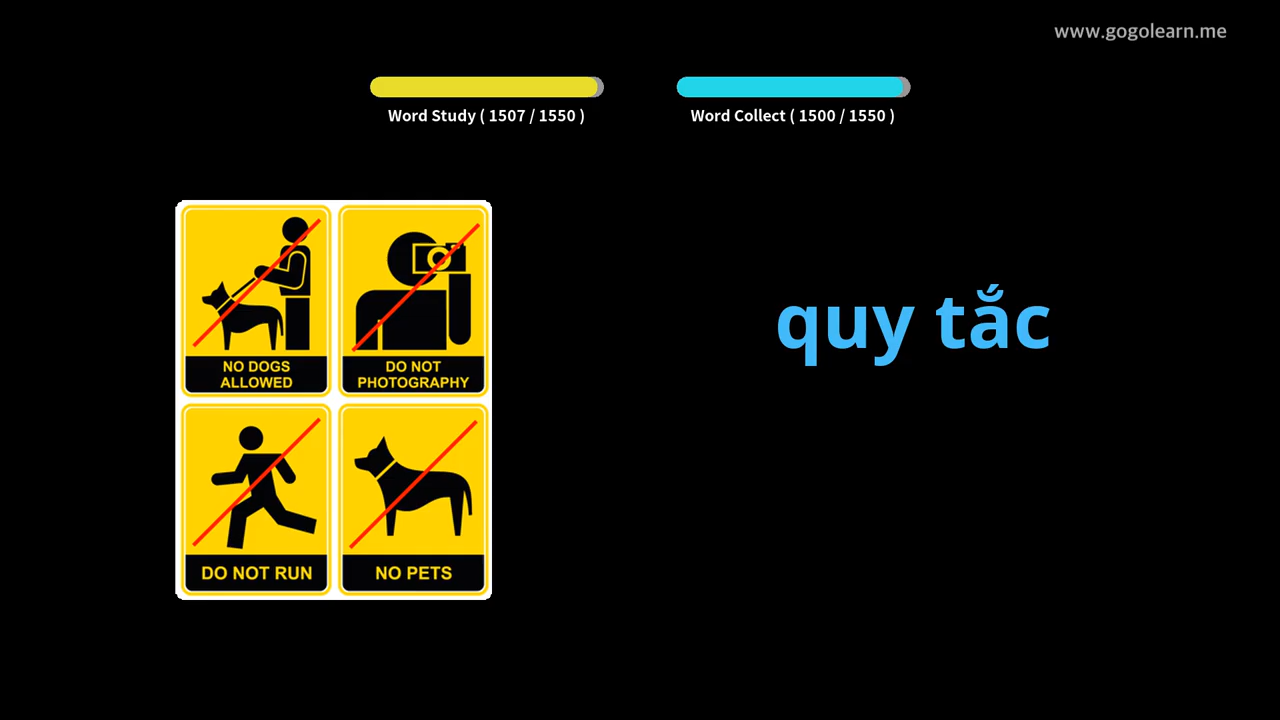 www.gogolearn.me
Word Study ( 1507 / 1550 )
Word Collect ( 1500 / 1550 )
NO DOGS
ALLOWED
DO NOT
PHOTOGRAPHY
quy tắc
DO NOT RUN
NO PETS